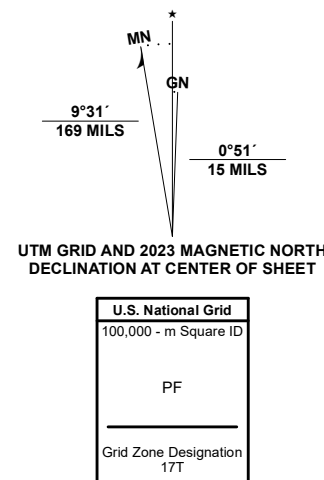 ★
MN
GN
9°31´
169 MILS
0°51´
15 MILS
UTM GRID AND 2023 MAGNETIC NORTH
DECLINATION AT CENTER OF SHEET
U.S. National Grid
100,000 - m Square ID
PF
Grid Zone Designation
17T